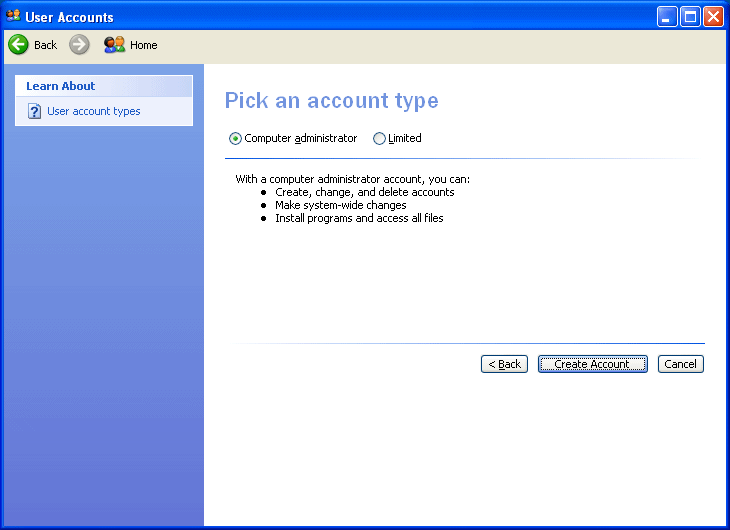 User Accounts
Back Home
Learn About
User account types
Pick an account type
Computer administrator Limited
With a computer administrator account, you can:
• Create, change, and delete accounts
• Make system-wide changes
• Install programs and access all files
< Back Create Account Cancel